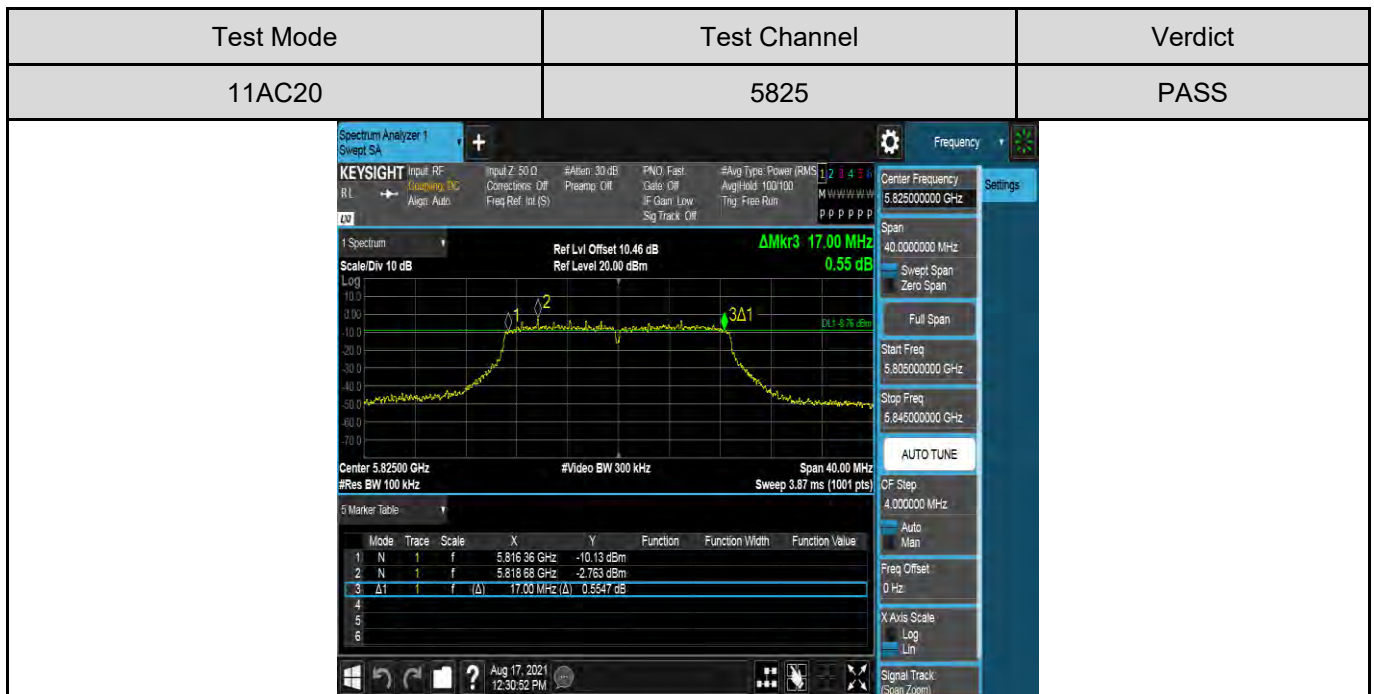 Test Mode Test Channel Verdict
11AC20 5825 PASS
Spectrum Analyzer 1
Swept SA
+
Frequency
KEYSIGHT Input: RF Input Z: 50 Ω #Atten: 30 dB PNO: Fast #Avg Type: Power (RMS 1 2 3 4 5 6
RL Coupling: DC Corrections: Off Preamp: Off Gate: Off Avg|Hold: 100/100 M W W W W W
Align: Auto Freq Ref: Int (S) IF Gain: Low Trig: Free Run
LXI Sig Track: Off P P P P P P
Center Frequency
5.825000000 GHz
Settings
Span
40.0000000 MHz
Swept Span
Zero Span
Full Span
Start Freq
5.805000000 GHz
Stop Freq
5.845000000 GHz
AUTO TUNE
CF Step
4.000000 MHz
Auto
Man
Freq Offset
0 Hz
X Axis Scale
Log
Lin
Signal Track
(Span Zoom)
1 Spectrum
Ref Lvl Offset 10.46 dB ΔMkr3 17.00 MHz
Scale/Div 10 dB Ref Level 20.00 dBm 0.55 dB
Log
10.0
0.00
-10.0
-20.0
-30.0
-40.0
-50.0
-60.0
-70.0
1 2 3Δ1
DL1 -8.76 dBm
Center 5.82500 GHz #Video BW 300 kHz Span 40.00 MHz
#Res BW 100 kHz Sweep 3.87 ms (1001 pts)
5 Marker Table
Mode Trace Scale X Y Function Function Width Function Value
1 N 1 f 5.816 36 GHz -10.13 dBm
2 N 1 f 5.818 68 GHz -2.763 dBm
3 Δ1 1 f (Δ) 17.00 MHz (Δ) 0.5547 dB
4
5
6
? Aug 17, 2021
12:30:52 PM